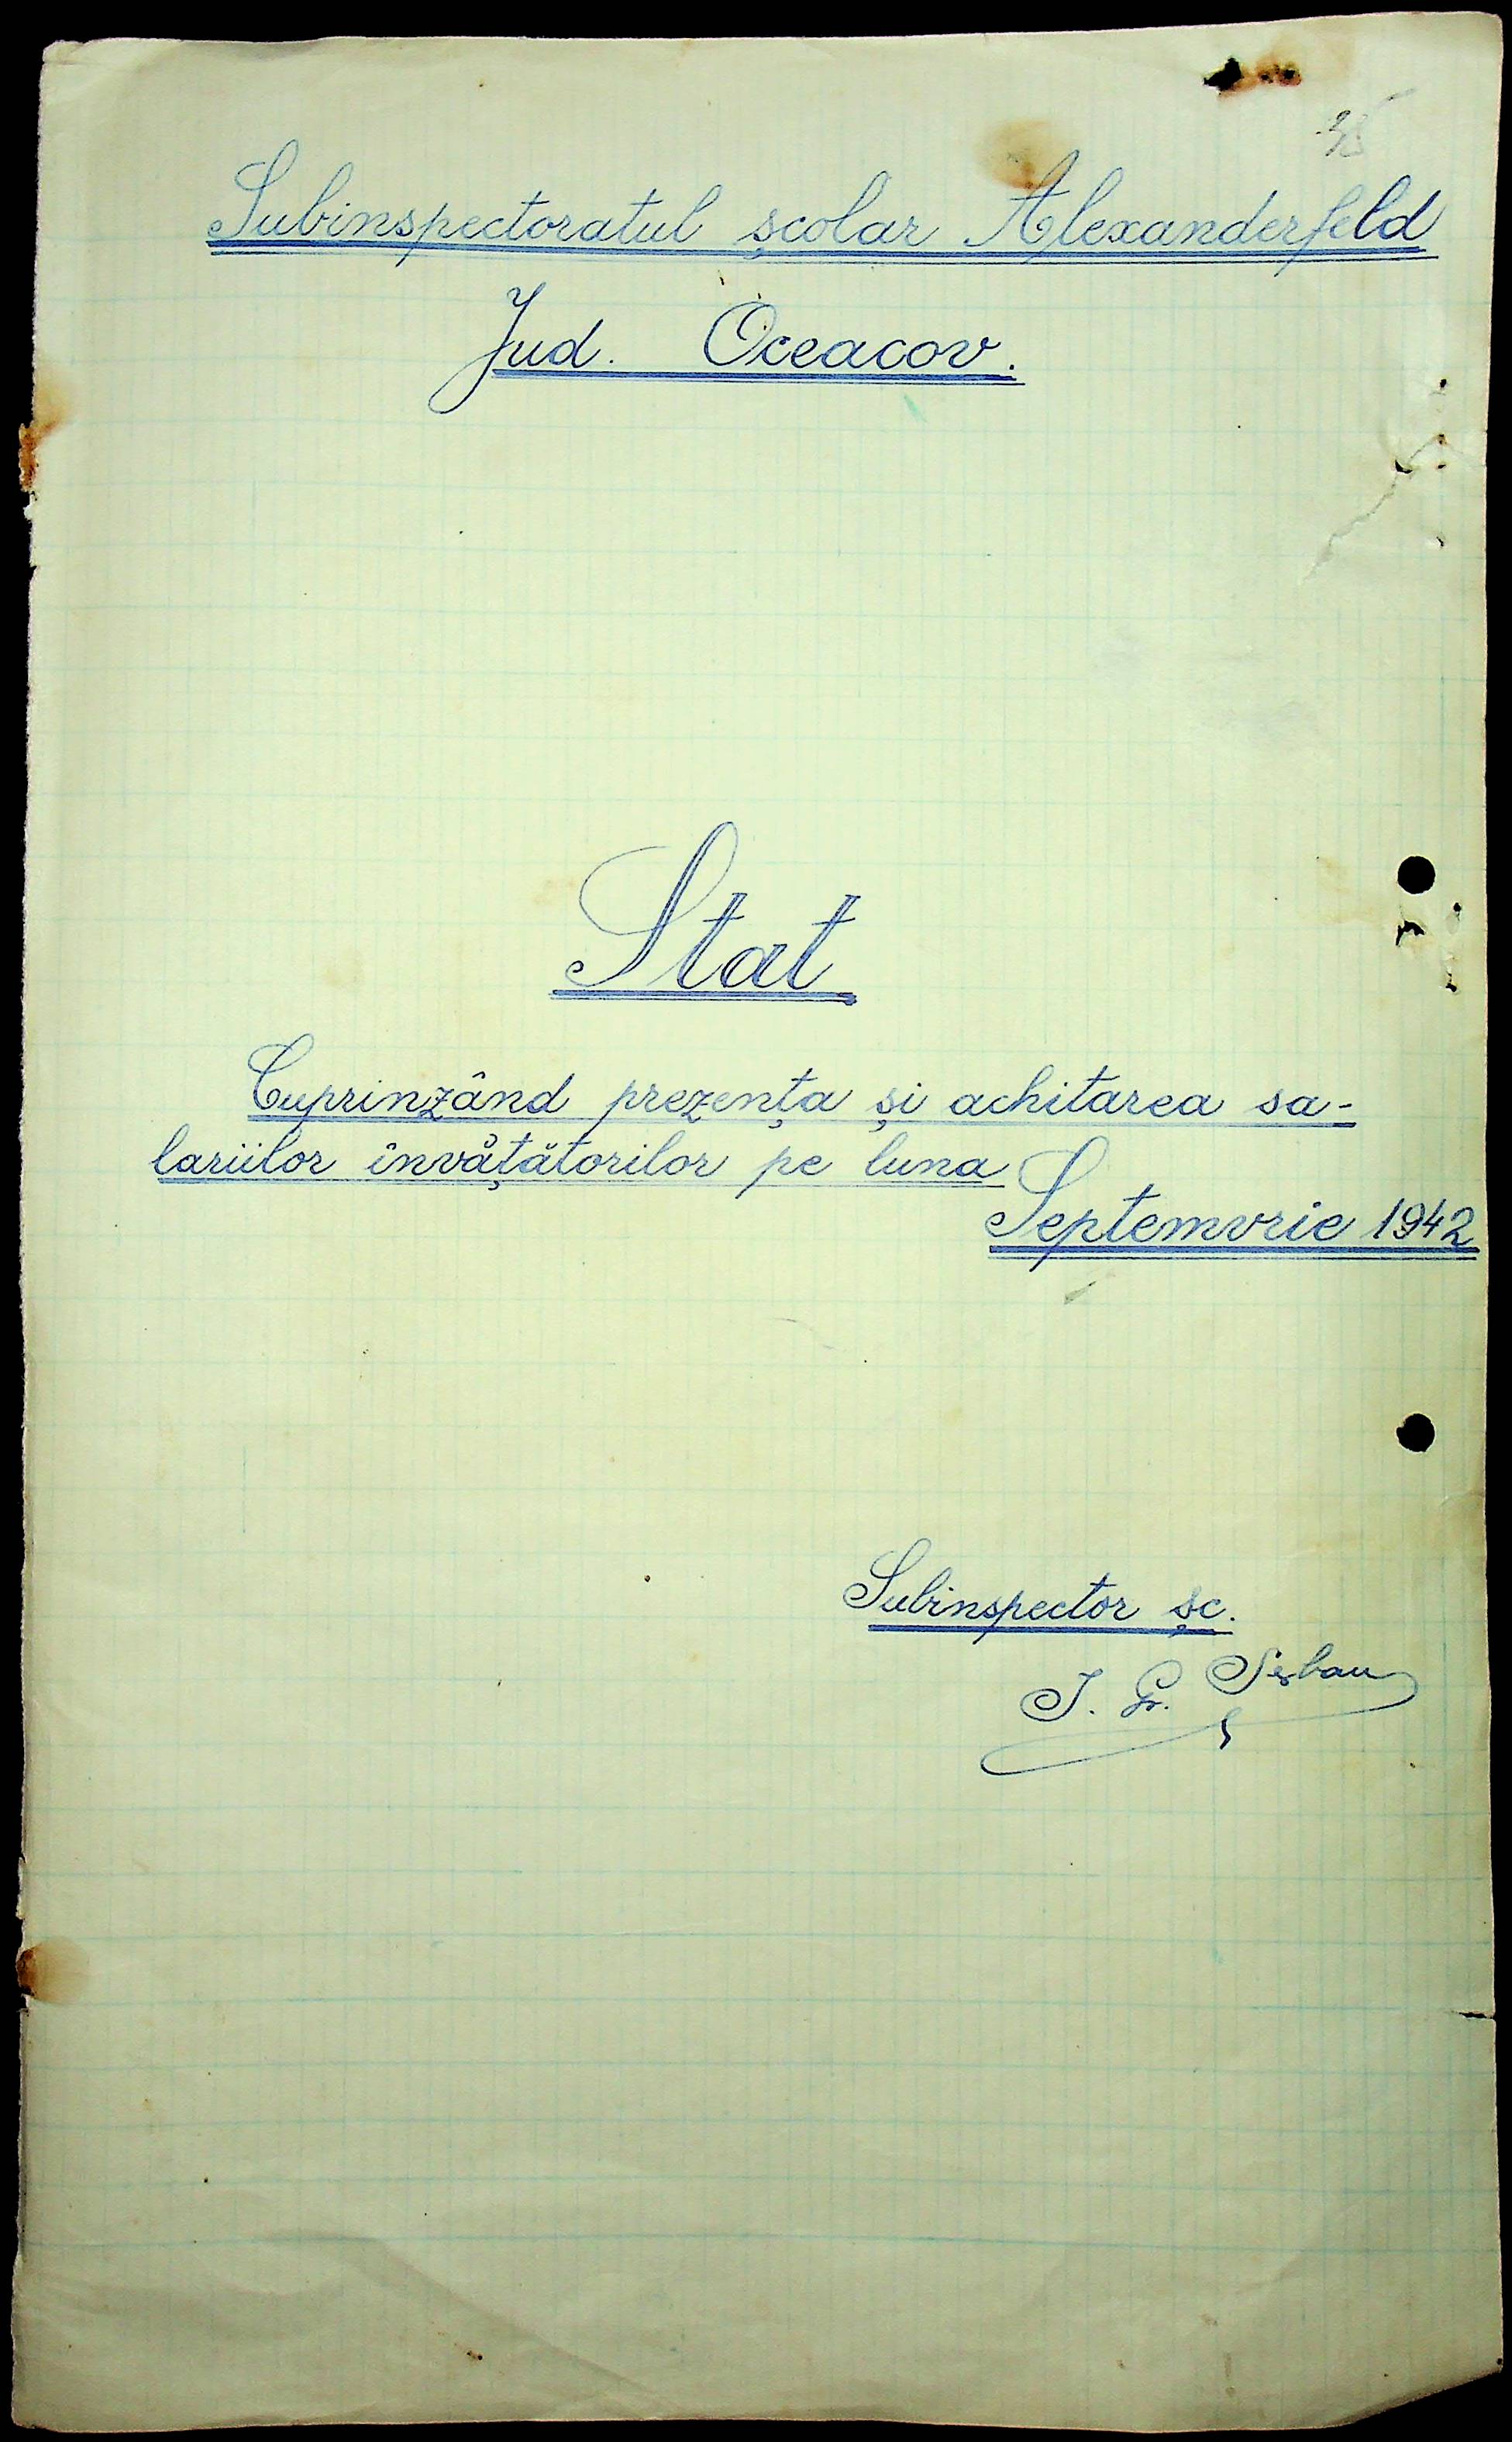 Subinspectoratul școlar Alexanderfeld
Jud. Oceacov.
Stat
Cuprinzând prezența și achitarea sa-
lariilor învățătorilor pe luna
Septemvrie 1942
Subinspector șc.
I. Gr.